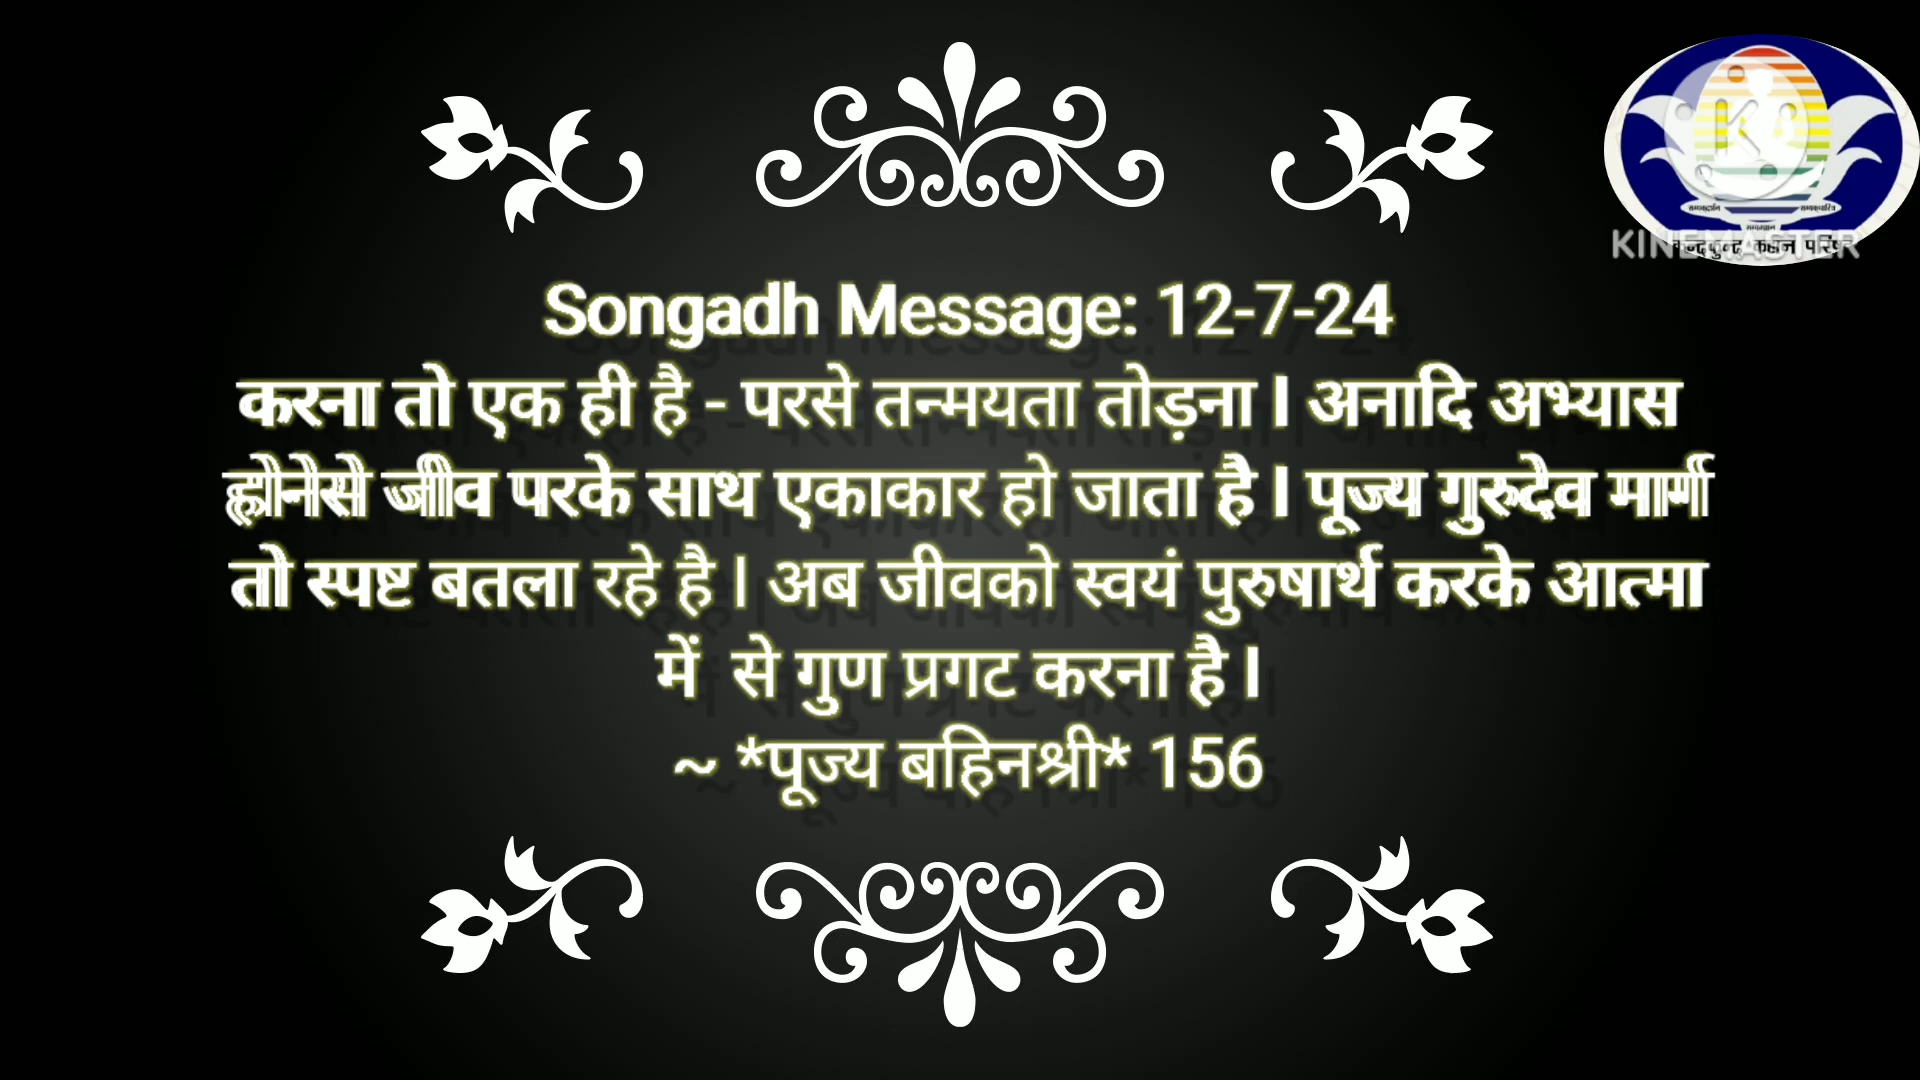 Songadh Message: 12-7-24
करना तो एक ही है - परसे तन्मयता तोड़ना l अनादि अभ्यास
होनेसे जीव परके साथ एकाकार हो जाता है l पूज्य गुरुदेव मार्ग
तो स्पष्ट बतला रहे है l अब जीवको स्वयं पुरुषार्थ करके आत्मा
में से गुण प्रगट करना है l
~ *पूज्य बहिनश्री* 156
KINEMASTER